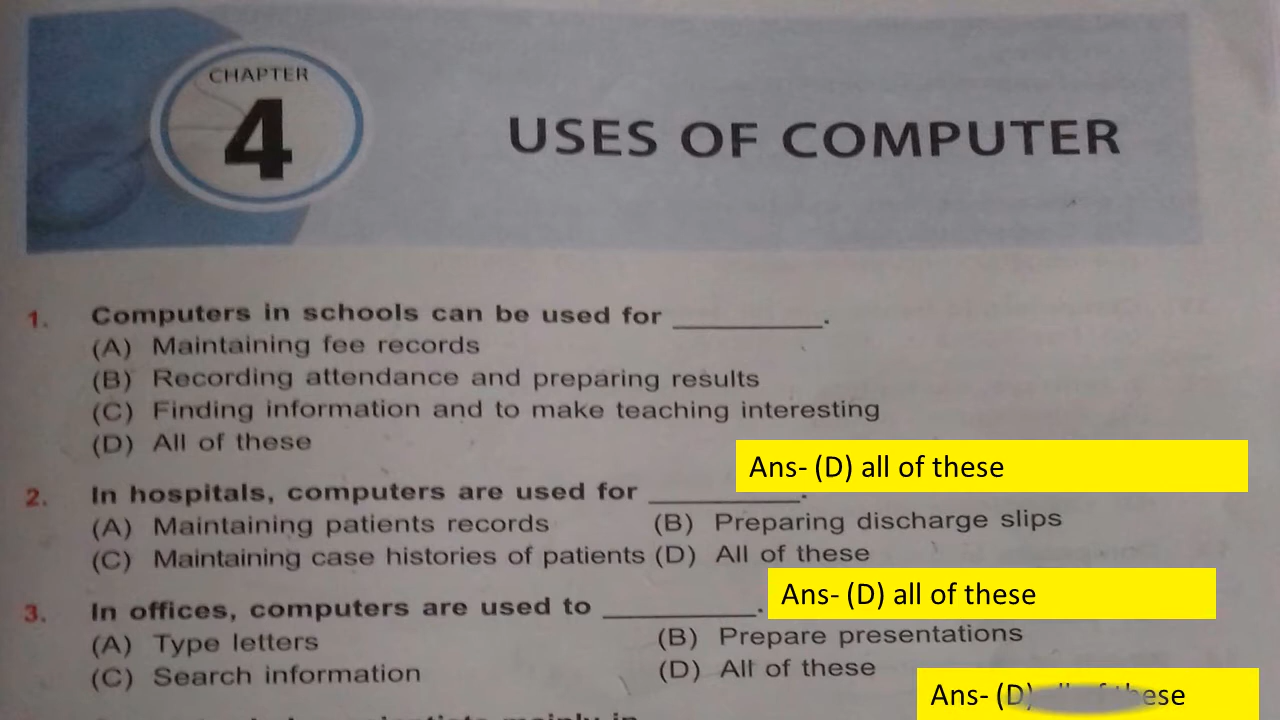 CHAPTER
4
USES OF COMPUTER
1. Computers in schools can be used for __________.
(A) Maintaining fee records
(B) Recording attendance and preparing results
(C) Finding information and to make teaching interesting
(D) All of these
Ans- (D) all of these
2. In hospitals, computers are used for __________.
(A) Maintaining patients records (B) Preparing discharge slips
(C) Maintaining case histories of patients (D) All of these
Ans- (D) all of these
3. In offices, computers are used to __________.
(A) Type letters (B) Prepare presentations
(C) Search information (D) All of these
Ans- (D)